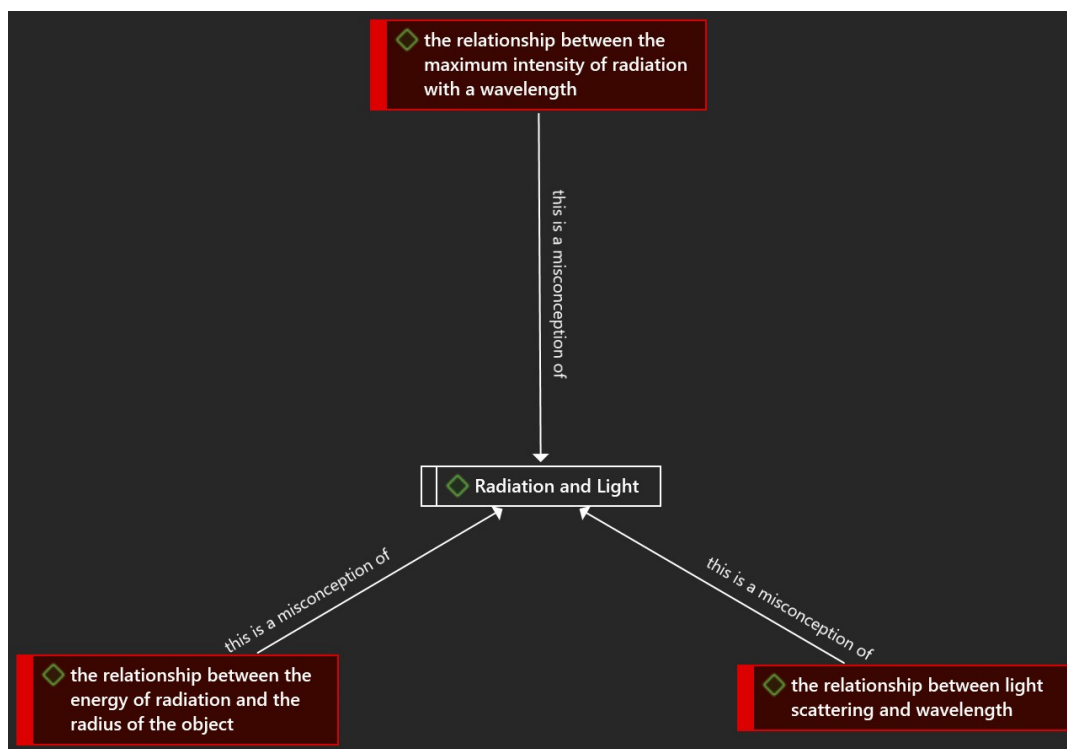 the relationship between the
maximum intensity of radiation
with a wavelength
this is a misconception of
Radiation and Light
this is a misconception of
this is a misconception of
the relationship between the
energy of radiation and the
radius of the object
the relationship between light
scattering and wavelength